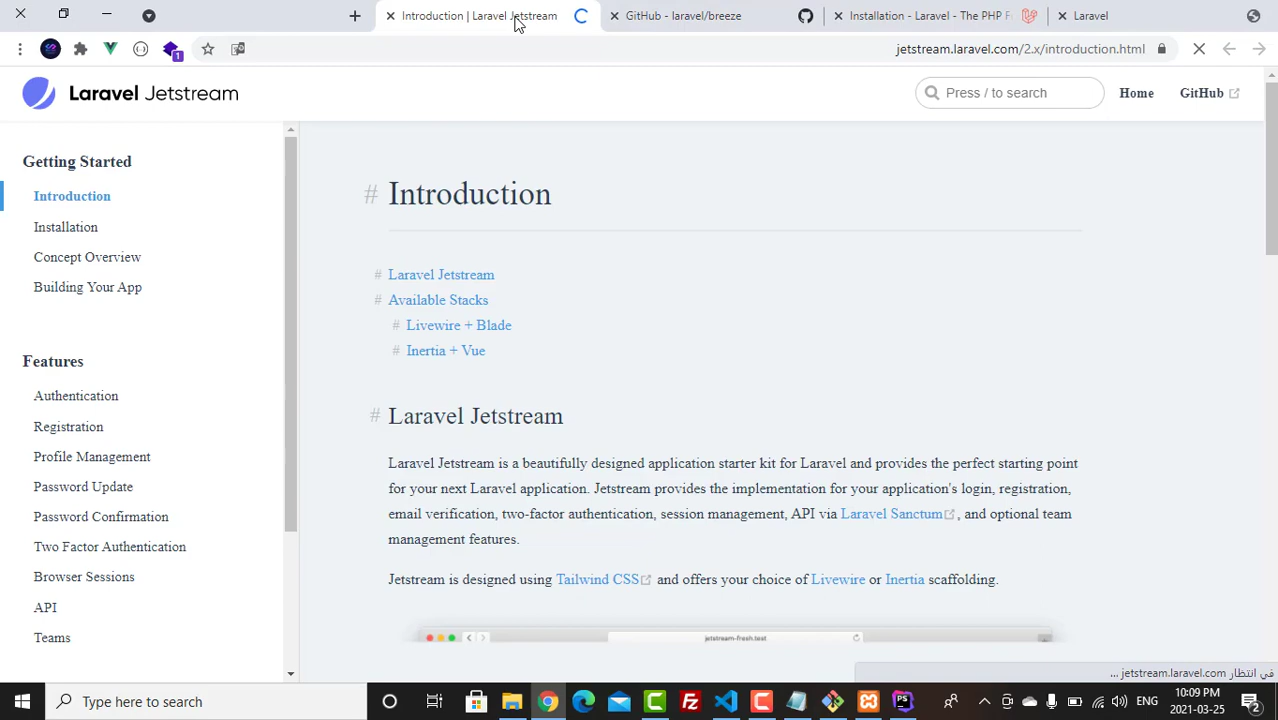 Introduction | Laravel Jetstream
GitHub - laravel/breeze
Installation - Laravel - The PHP F
Laravel
1
jetstream.laravel.com/2.x/introduction.html
Laravel Jetstream
Press / to search
Home
GitHub
Getting Started
Introduction
Installation
Concept Overview
Building Your App
Features
Authentication
Registration
Profile Management
Password Update
Password Confirmation
Two Factor Authentication
Browser Sessions
API
Teams
# Introduction
# Laravel Jetstream
# Available Stacks
# Livewire + Blade
# Inertia + Vue
# Laravel Jetstream
Laravel Jetstream is a beautifully designed application starter kit for Laravel and provides the perfect starting point
for your next Laravel application. Jetstream provides the implementation for your application's login, registration,
email verification, two-factor authentication, session management, API via Laravel Sanctum, and optional team
management features.
Jetstream is designed using Tailwind CSS and offers your choice of Livewire or Inertia scaffolding.
jetstream-fresh.test
في انتظار jetstream.laravel.com ...
Type here to search
PS
ENG
10:09 PM
2021-03-25
2